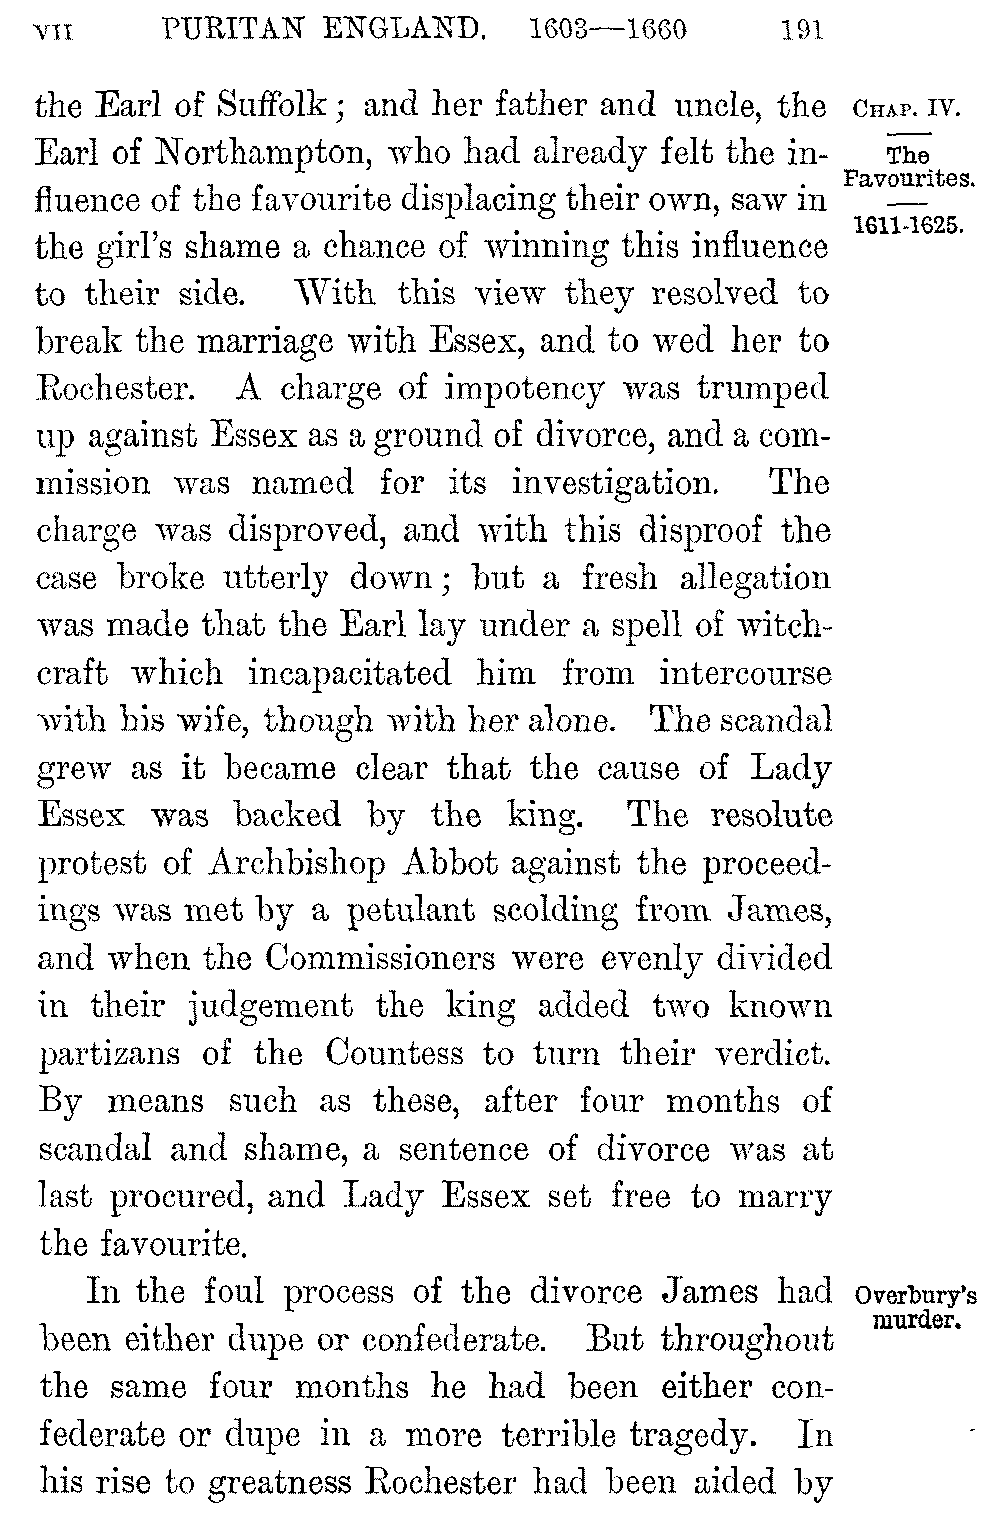 VII PURITAN ENGLAND. 1603—1660 191
the Earl of Suffolk; and her father and uncle, the
Earl of Northampton, who had already felt the in-
fluence of the favourite displacing their own, saw in
the girl's shame a chance of winning this influence
to their side. With this view they resolved to
break the marriage with Essex, and to wed her to
Rochester. A charge of impotency was trumped
up against Essex as a ground of divorce, and a com-
mission was named for its investigation. The
charge was disproved, and with this disproof the
case broke utterly down; but a fresh allegation
was made that the Earl lay under a spell of witch-
craft which incapacitated him from intercourse
with his wife, though with her alone. The scandal
grew as it became clear that the cause of Lady
Essex was backed by the king. The resolute
protest of Archbishop Abbot against the proceed-
ings was met by a petulant scolding from James,
and when the Commissioners were evenly divided
in their judgement the king added two known
partizans of the Countess to turn their verdict.
By means such as these, after four months of
scandal and shame, a sentence of divorce was at
last procured, and Lady Essex set free to marry
the favourite.
In the foul process of the divorce James had
been either dupe or confederate. But throughout
the same four months he had been either con-
federate or dupe in a more terrible tragedy. In
his rise to greatness Rochester had been aided by
CHAP. IV.
The
Favourites.
1611-1625.
Overbury's
murder.